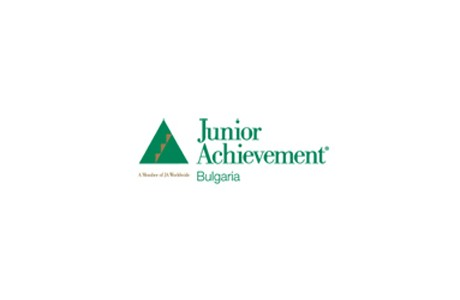 Junior
Achievement®
A Member of JA Worldwide
Bulgaria